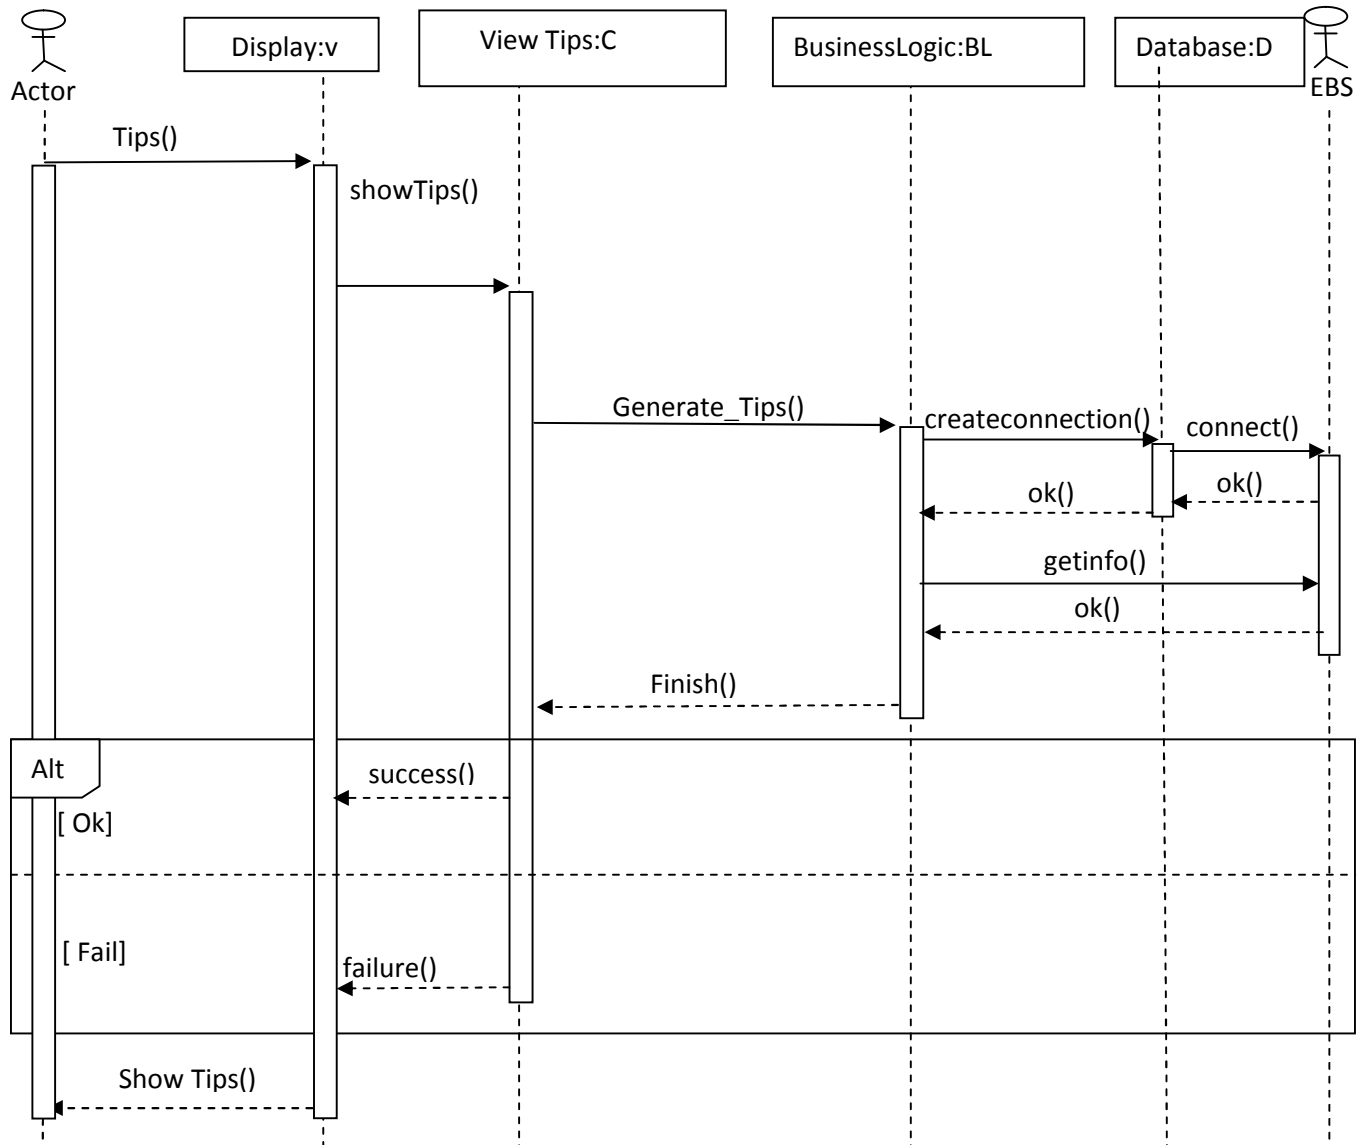 Display:v
View Tips:C
BusinessLogic:BL
Database:D
Actor
EBS
Tips()
showTips()
Generate_Tips()
createconnection()
connect()
ok()
ok()
getinfo()
ok()
Finish()
Alt
success()
[ Ok]
[ Fail]
failure()
Show Tips()